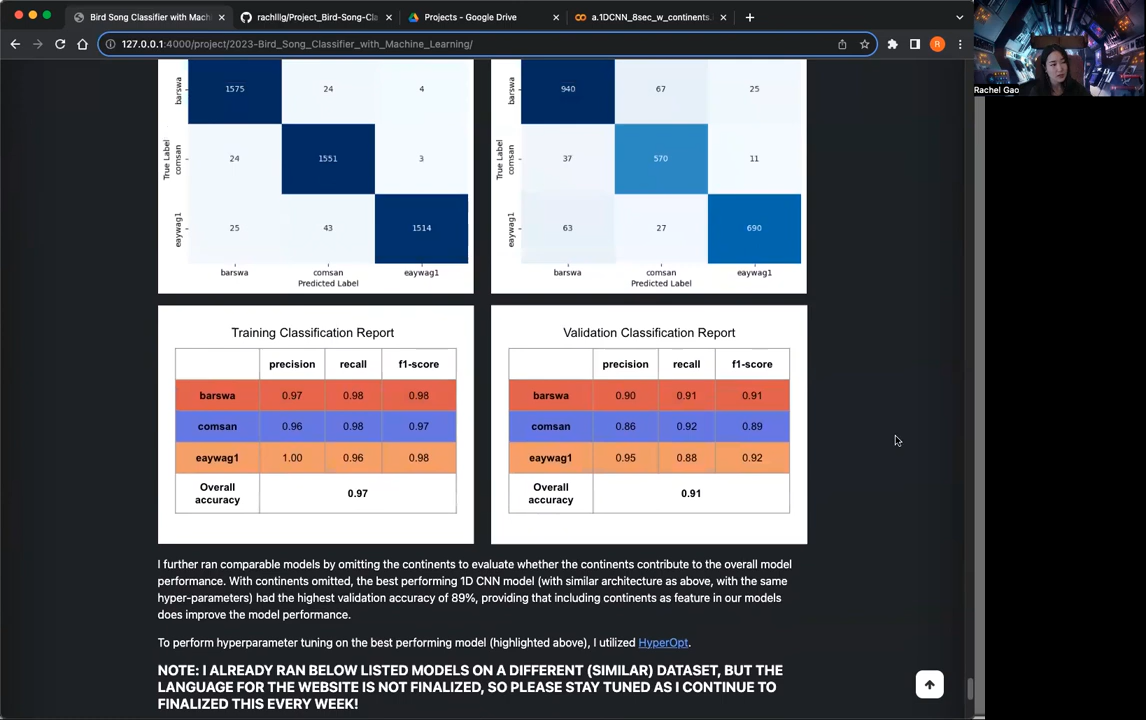 Bird Song Classifier with Mach
rachllg/Project_Bird-Song-Cla
Projects - Google Drive
a.1DCNN_8sec_w_continents.
127.0.0.1:4000/project/2023-Bird_Song_Classifier_with_Machine_Learning/
R
Rachel Gao
True Label
barswa
1575
24
4
comsan
24
1551
3
eaywag1
25
43
1514
barswa
comsan
eaywag1
Predicted Label
True Label
barswa
940
67
25
comsan
37
570
11
eaywag1
63
27
690
barswa
comsan
eaywag1
Predicted Label
Training Classification Report
precision recall f1-score
barswa 0.97 0.98 0.98
comsan 0.96 0.98 0.97
eaywag1 1.00 0.96 0.98
Overall
accuracy
0.97
Validation Classification Report
precision recall f1-score
barswa 0.90 0.91 0.91
comsan 0.86 0.92 0.89
eaywag1 0.95 0.88 0.92
Overall
accuracy
0.91
I further ran comparable models by omitting the continents to evaluate whether the continents contribute to the overall model
performance. With continents omitted, the best performing 1D CNN model (with similar architecture as above, with the same
hyper-parameters) had the highest validation accuracy of 89%, providing that including continents as feature in our models
does improve the model performance.
To perform hyperparameter tuning on the best performing model (highlighted above), I utilized HyperOpt.
NOTE: I ALREADY RAN BELOW LISTED MODELS ON A DIFFERENT (SIMILAR) DATASET, BUT THE
LANGUAGE FOR THE WEBSITE IS NOT FINALIZED, SO PLEASE STAY TUNED AS I CONTINUE TO
FINALIZED THIS EVERY WEEK!